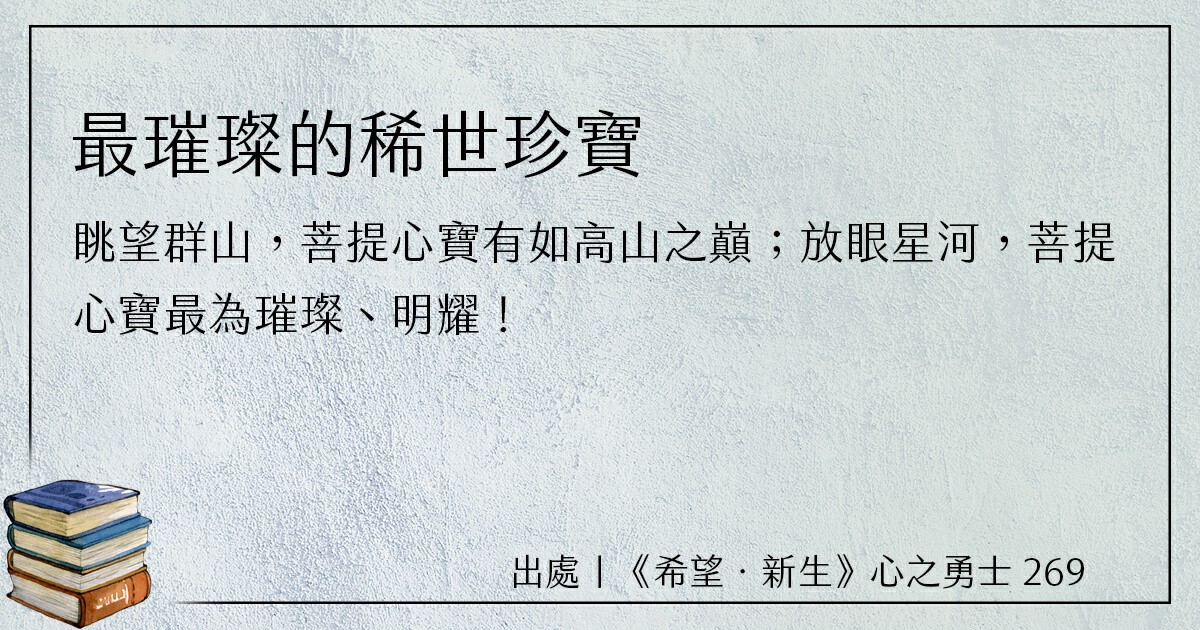 最璀璨的稀世珍寶
眺望群山，菩提心寶有如高山之巔；放眼星河，菩提
心寶最為璀璨、明耀！
出處〡《希望．新生》心之勇士 269